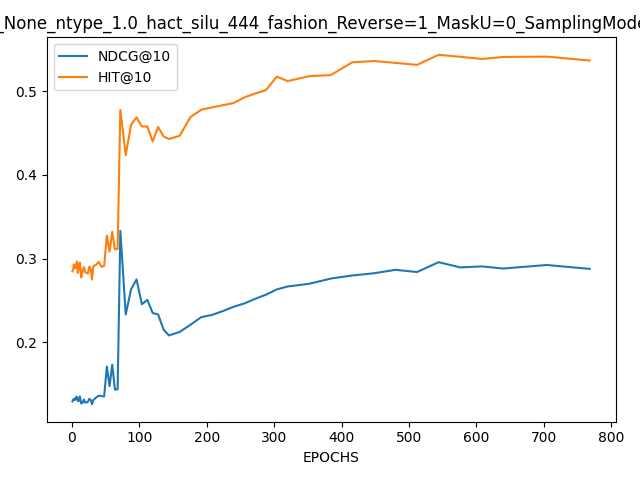 _None_ntype_1.0_hact_silu_444_fashion_Reverse=1_MaskU=0_SamplingMode
NDCG@10
HIT@10
0.5
0.4
0.3
0.2
0 100 200 300 400 500 600 700 800
EPOCHS